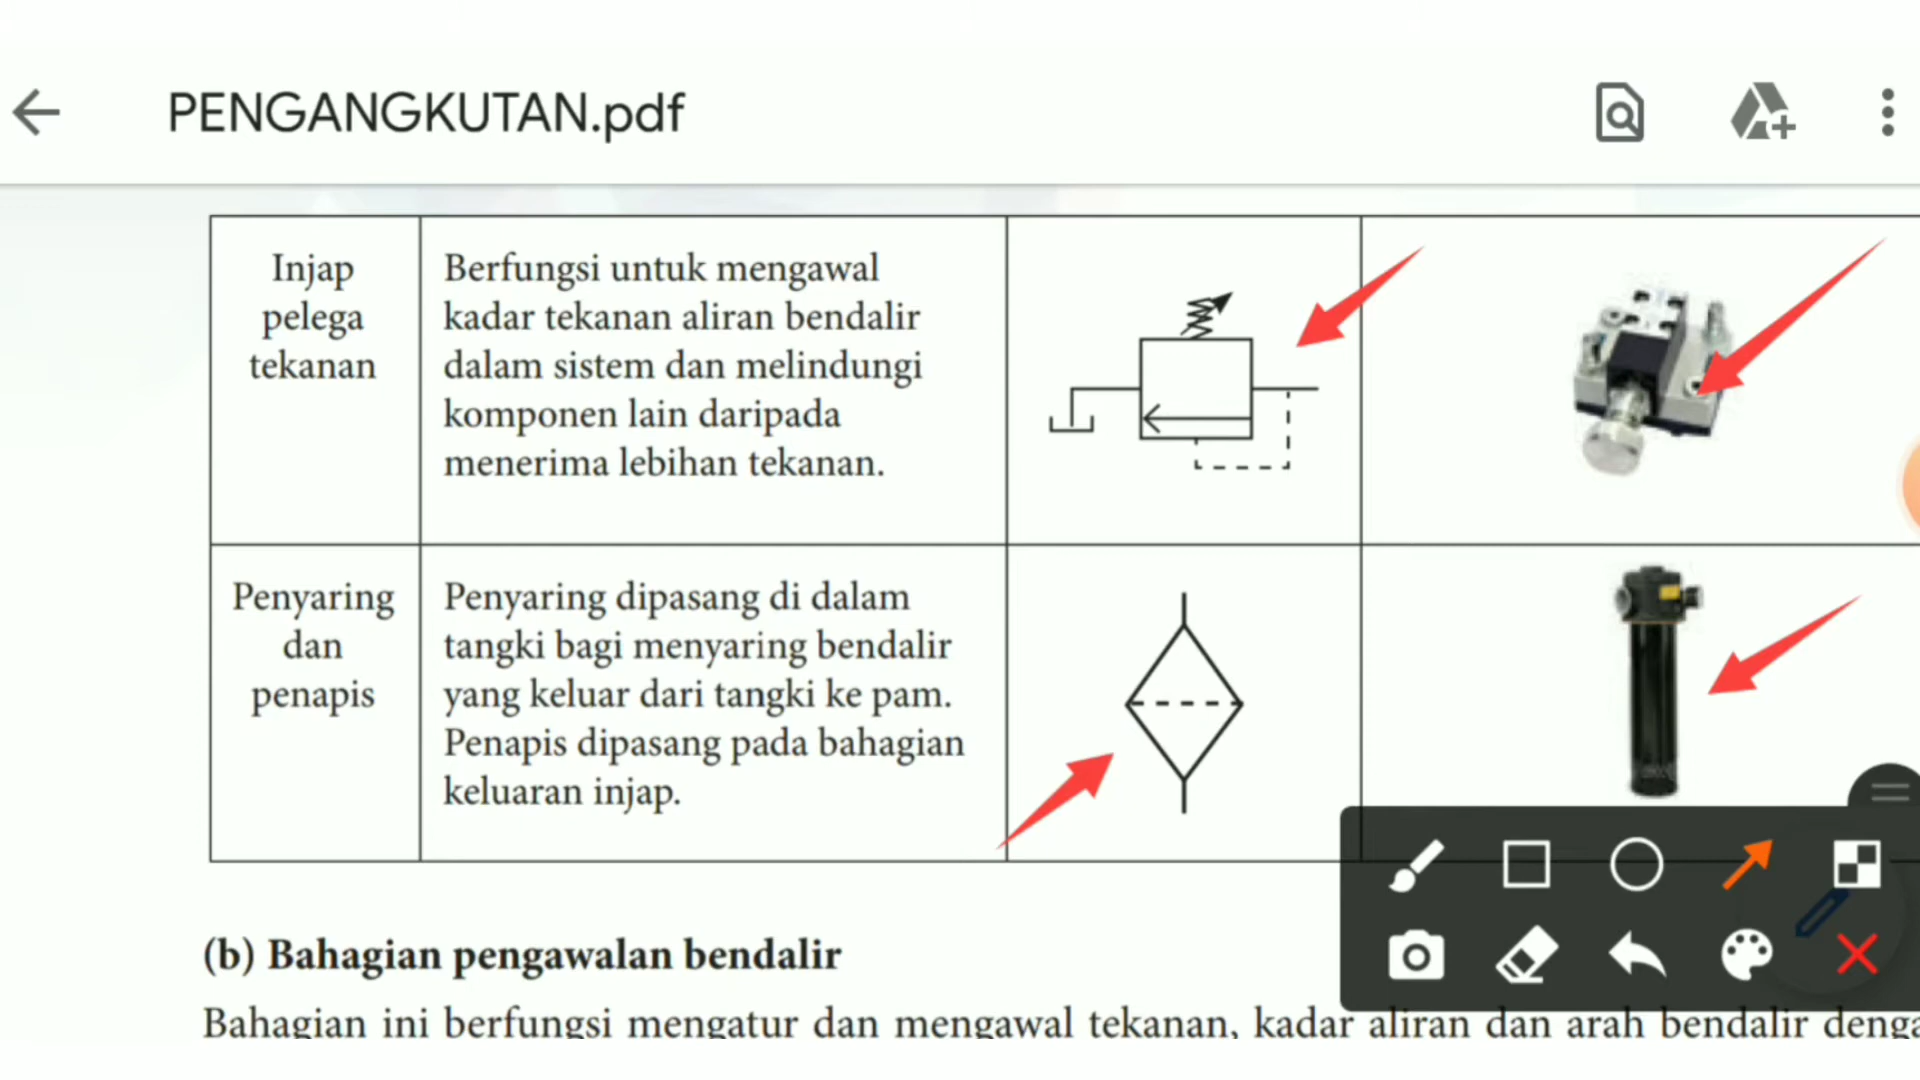 PENGANGKUTAN.pdf
Injap
pelega
tekanan
Berfungsi untuk mengawal
kadar tekanan aliran bendalir
dalam sistem dan melindungi
komponen lain daripada
menerima lebihan tekanan.
Penyaring
dan
penapis
Penyaring dipasang di dalam
tangki bagi menyaring bendalir
yang keluar dari tangki ke pam.
Penapis dipasang pada bahagian
keluaran injap.
(b) Bahagian pengawalan bendalir
Bahagian ini berfungsi mengatur dan mengawal tekanan, kadar aliran dan arah bendalir denga